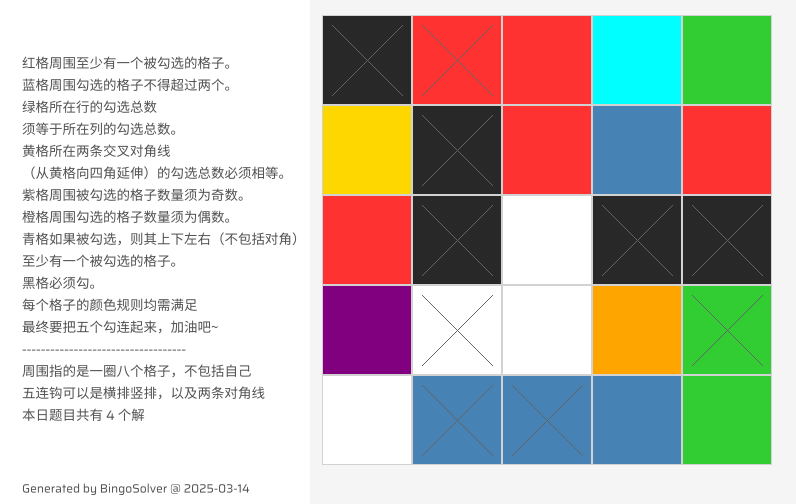 红格周围至少有一个被勾选的格子。
蓝格周围勾选的格子不得超过两个。
绿格所在行的勾选总数
须等于所在列的勾选总数。
黄格所在两条交叉对角线
（从黄格向四角延伸）的勾选总数必须相等。
紫格周围被勾选的格子数量须为奇数。
橙格周围勾选的格子数量须为偶数。
青格如果被勾选，则其上下左右（不包括对角）
至少有一个被勾选的格子。
黑格必须勾。
每个格子的颜色规则均需满足
最终要把五个勾连起来，加油吧~
-----------------------------------
周围指的是一圈八个格子，不包括自己
五连钩可以是横排竖排，以及两条对角线
本日题目共有 4 个解
Generated by BingoSolver @ 2025-03-14